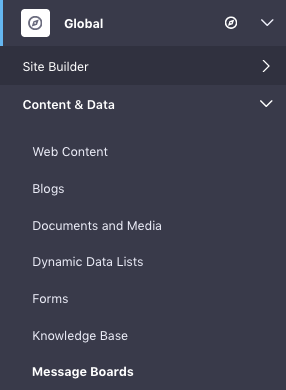 Global
Site Builder
Content & Data
Web Content
Blogs
Documents and Media
Dynamic Data Lists
Forms
Knowledge Base
Message Boards